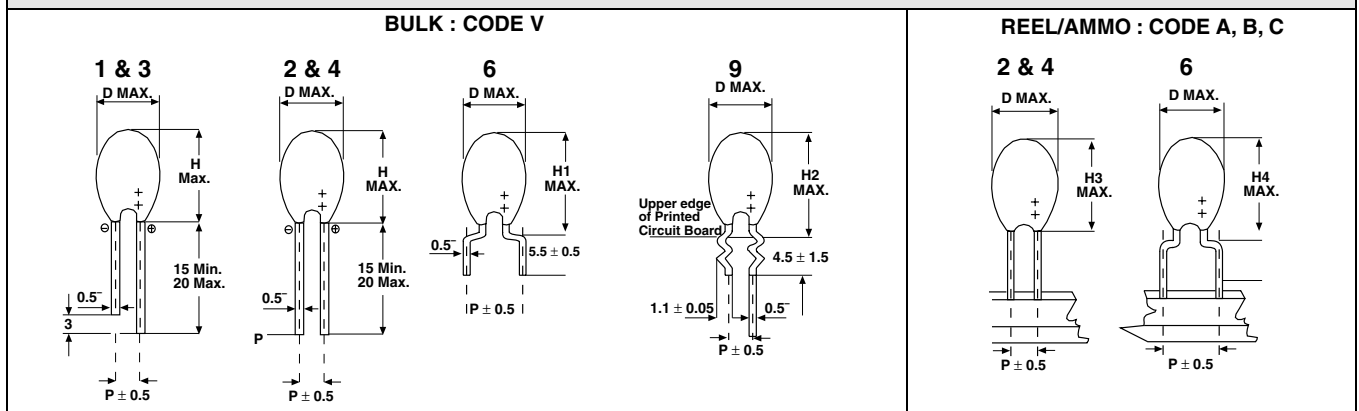 BULK : CODE V
1 & 3
D MAX.
H
Max.
+
+
⊖
⊕
15 Min.
20 Max.
0.5‾
3
P ± 0.5
2 & 4
D MAX.
H
MAX.
+
+
⊖
⊕
15 Min.
20 Max.
0.5‾
P
P ± 0.5
6
D MAX.
H1
MAX.
+
+
0.5‾
5.5 ± 0.5
P ± 0.5
9
D MAX.
H2
MAX.
+
+
Upper edge
of Printed
Circuit Board
4.5 ± 1.5
1.1 ± 0.05
0.5‾
P ± 0.5
REEL/AMMO : CODE A, B, C
2 & 4
D MAX.
H3
MAX.
+
+
P ± 0.5
6
D MAX.
H4
MAX.
+
+
P ± 0.5